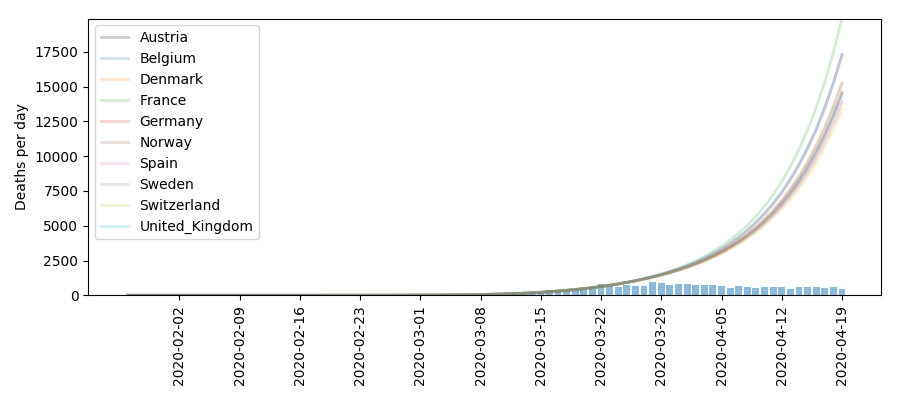 Deaths per day
17500
15000
12500
10000
7500
5000
2500
0
Austria
Belgium
Denmark
France
Germany
Norway
Spain
Sweden
Switzerland
United_Kingdom
2020-02-02
2020-02-09
2020-02-16
2020-02-23
2020-03-01
2020-03-08
2020-03-15
2020-03-22
2020-03-29
2020-04-05
2020-04-12
2020-04-19